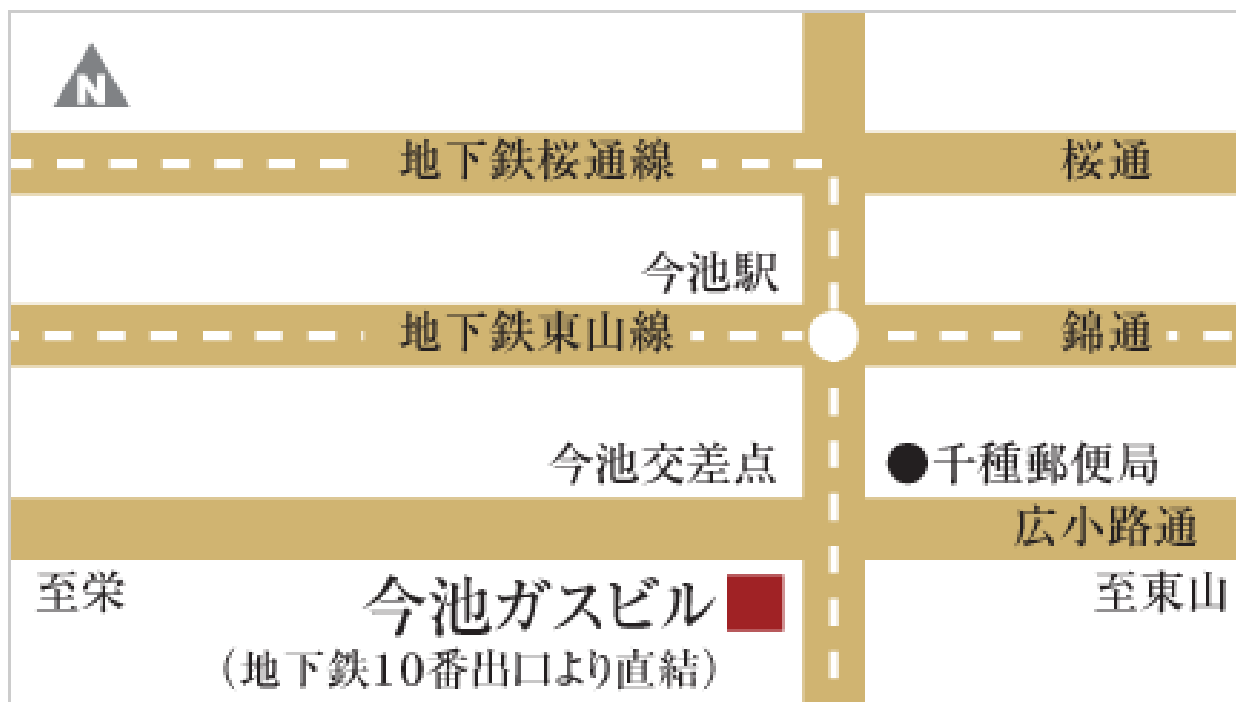 N
地下鉄桜通線
桜通
今池駅
地下鉄東山線
錦通
今池交差点
●千種郵便局
広小路通
至栄
今池ガスビル
至東山
（地下鉄10番出口より直結）